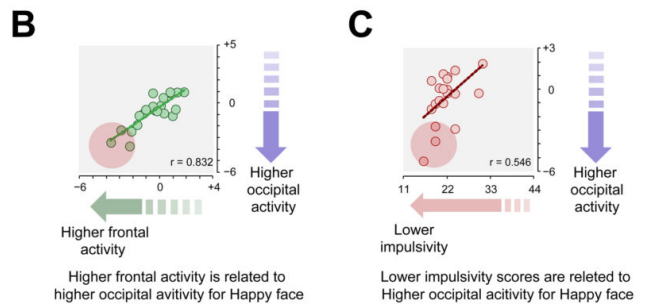 B
+5
0
−6
r = 0.832
−6
0
+4
Higher
occipital
activity
Higher frontal
activity
Higher frontal activity is related to
higher occipital avitivity for Happy face
C
+3
0
−6
r = 0.546
11
22
33
44
Higher
occipital
activity
Lower
impulsivity
Lower impulsivity scores are releted to
Higher occipital acitivity for Happy face